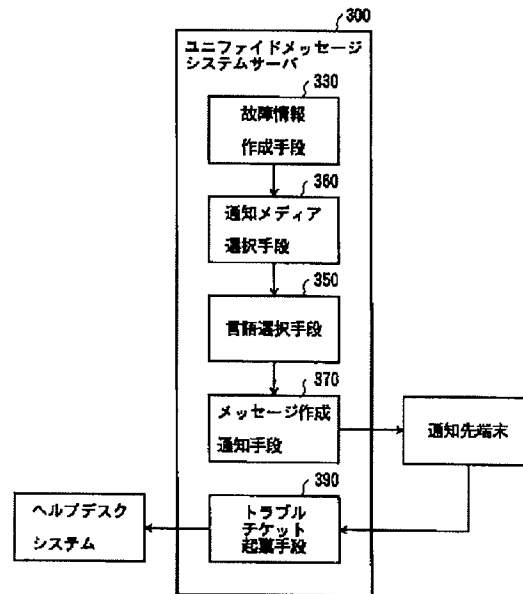 300
ユニファイドメッセージ
システムサーバ
330
故障情報
作成手段
360
通知メディア
選択手段
350
言語選択手段
370
メッセージ作成
通知手段
通知先端末
390
トラブル
チケット
起票手段
ヘルプデスク
システム